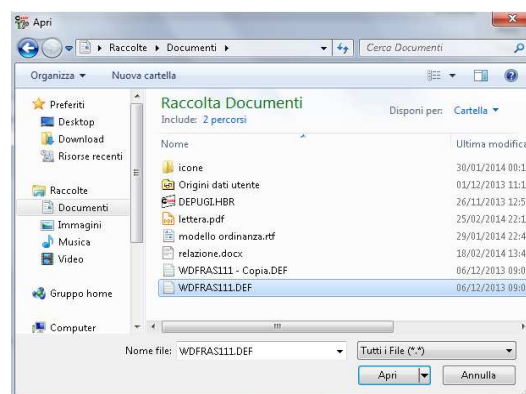 Apri
Raccolte Documenti
Cerca Documenti
Organizza
Nuova cartella
Preferiti
Desktop
Download
Risorse recenti
Raccolte
Documenti
Immagini
Musica
Video
Gruppo home
Computer
Raccolta Documenti
Include: 2 percorsi
Disponi per: Cartella
Nome
Ultima modifica
icone 30/01/2014 00:1
Origini dati utente 01/12/2013 11:1
DEPUGI.HBR 26/11/2013 12:5
lettera.pdf 25/02/2014 22:1
modello ordinanza.rtf 29/01/2014 22:4
relazione.docx 18/02/2014 13:4
WDFRAS111 - Copia.DEF 06/12/2013 09:0
WDFRAS111.DEF 06/12/2013 09:0
Nome file: WDFRAS111.DEF
Tutti i File (*.*)
Apri
Annulla